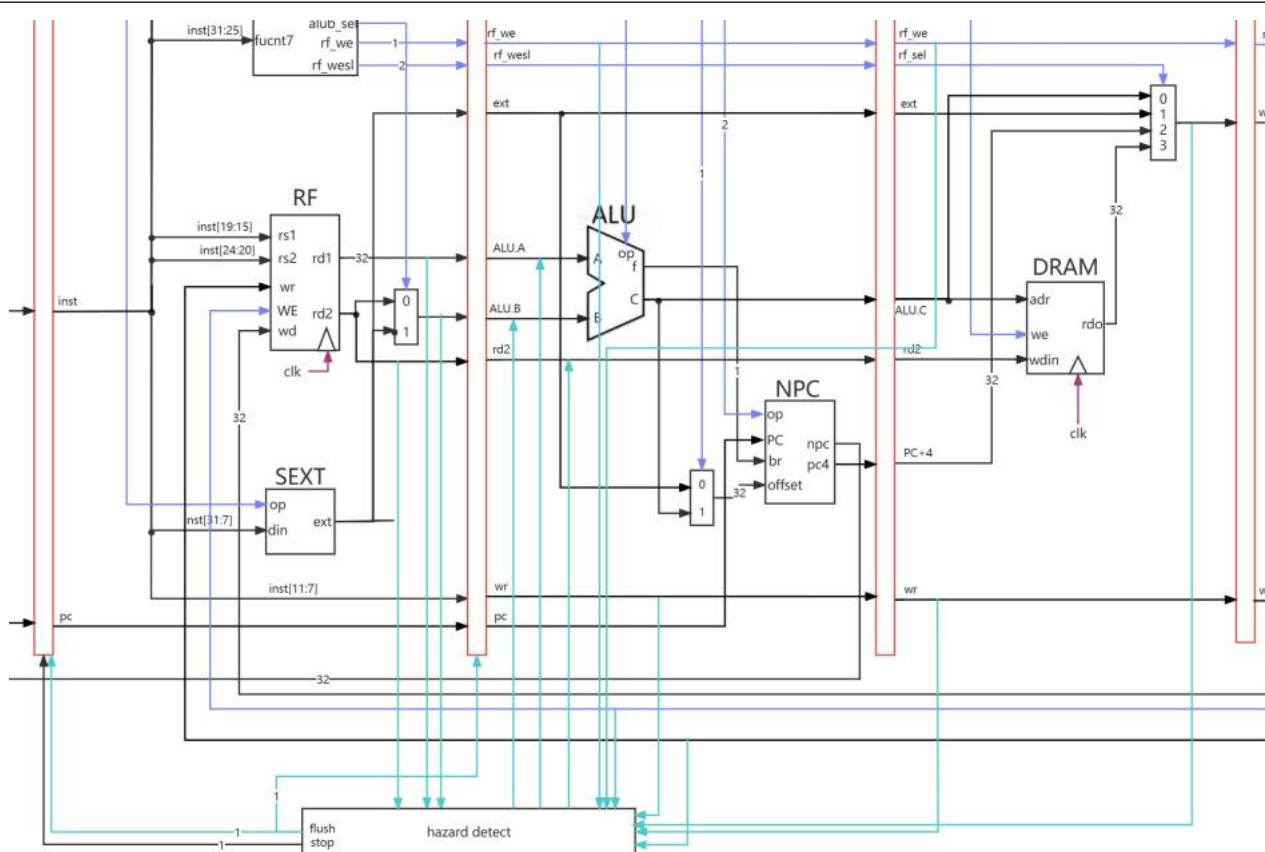 alub_sel
inst[31:25]
fucnt7
rf_we
1
rf_wesl
2
rf_we
rf_wesl
rf_we
rf_sel
ext
ext
0
1
2
3
2
1
RF
inst[19:15]
rs1
inst[24:20]
rs2
rd1
32
wr
WE
rd2
wd
clk
inst
0
1
ALU.A
ALU.B
rd2
ALU
A
op
f
C
B
32
DRAM
adr
we
rdo
wdin
clk
ALU.C
rd2
32
1
NPC
op
PC
npc
br
pc4
offset
PC+4
32
0
1
32
SEXT
op
nst[31:7]
din
ext
inst[11:7]
wr
wr
pc
pc
32
1
1
1
flush
stop
hazard detect